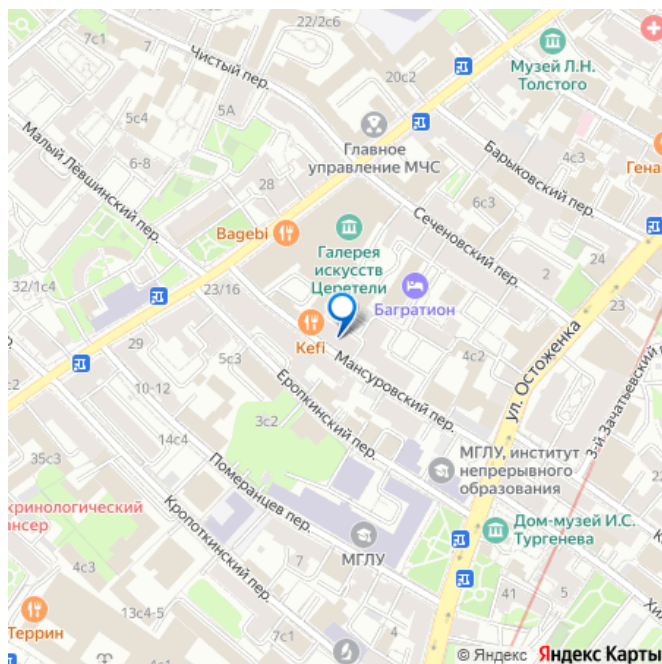 22/2с6
7с1
7
Чистый пер.
20с2
Музей Л.Н.
Толстого
5с4
5А
6-8
Малый Лёвшинский пер.
Главное
управление МЧС
28
Барыковский пер.
4с3
Гена
Bagebi
6с3
Сеченовский пер.
Галерея
искусств
Церетели
2
24
32/1с4
23/16
Багратион
23
29
Kefi
5с3
4с2
Мансуровский пер.
ул. Остоженка
3-й Зачатьевский
10-12
Еропкинский пер.
3с2
14с4
35с3
Померанцев пер.
МГЛУ, институт
непрерывного
образования
кринологический
ансер
Кропоткинский пер.
Дом-музей И.С.
Тургенева
МГЛУ
4с3
7
41
5
Хил
13с4-5
Террин
7с1
© Яндекс Яндекс Карты